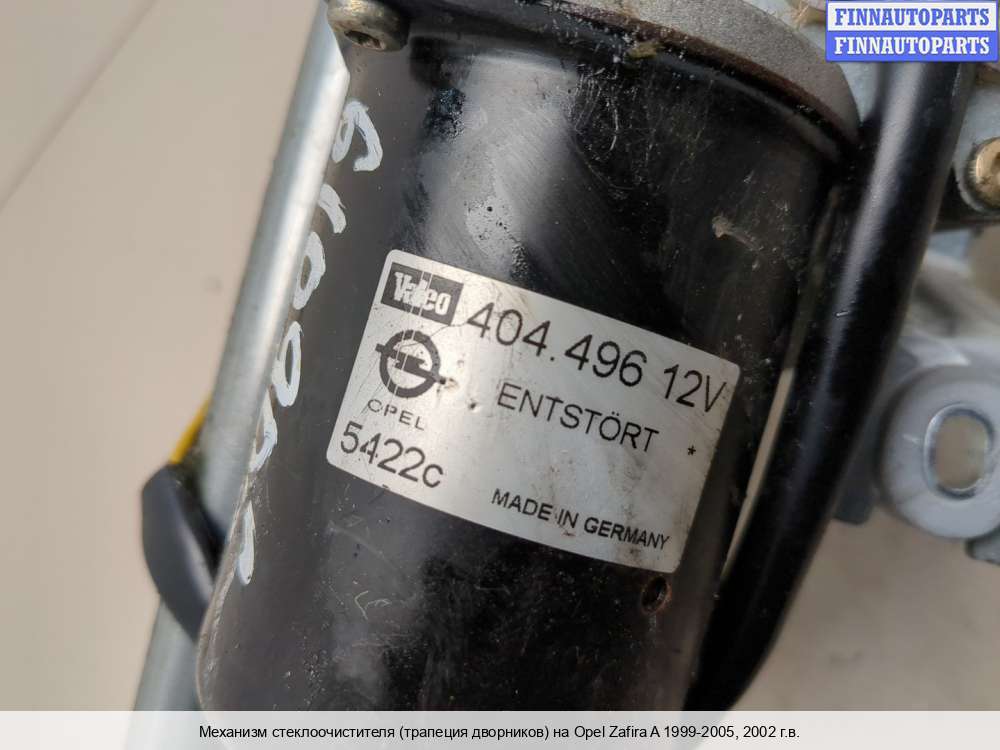 FINNAUTOPARTS
FINNAUTOPARTS
Valeo 404.496 12V
ENTSTÖRT *
OPEL
5422C
MADE IN GERMANY
Механизм стеклоочистителя (трапеция дворников) на Opel Zafira A 1999-2005, 2002 г.в.